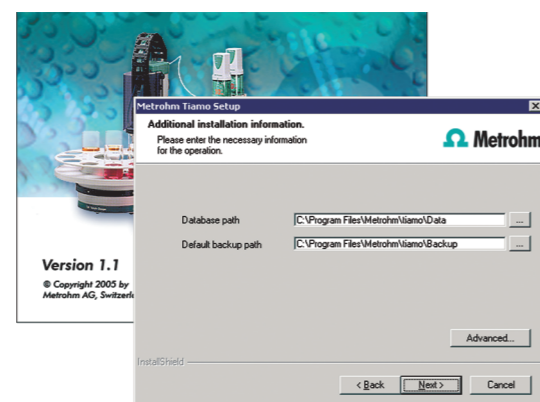 Metrohm Tiamo Setup
Additional installation information.
Please enter the necessary information
for the operation.
Metrohm
Database path
C:\Program Files\Metrohm\tiamo\Data
...
Default backup path
C:\Program Files\Metrohm\tiamo\Backup
...
Version 1.1
© Copyright 2005 by
Metrohm AG, Switzerl
Advanced...
InstallShield
< Back
Next >
Cancel